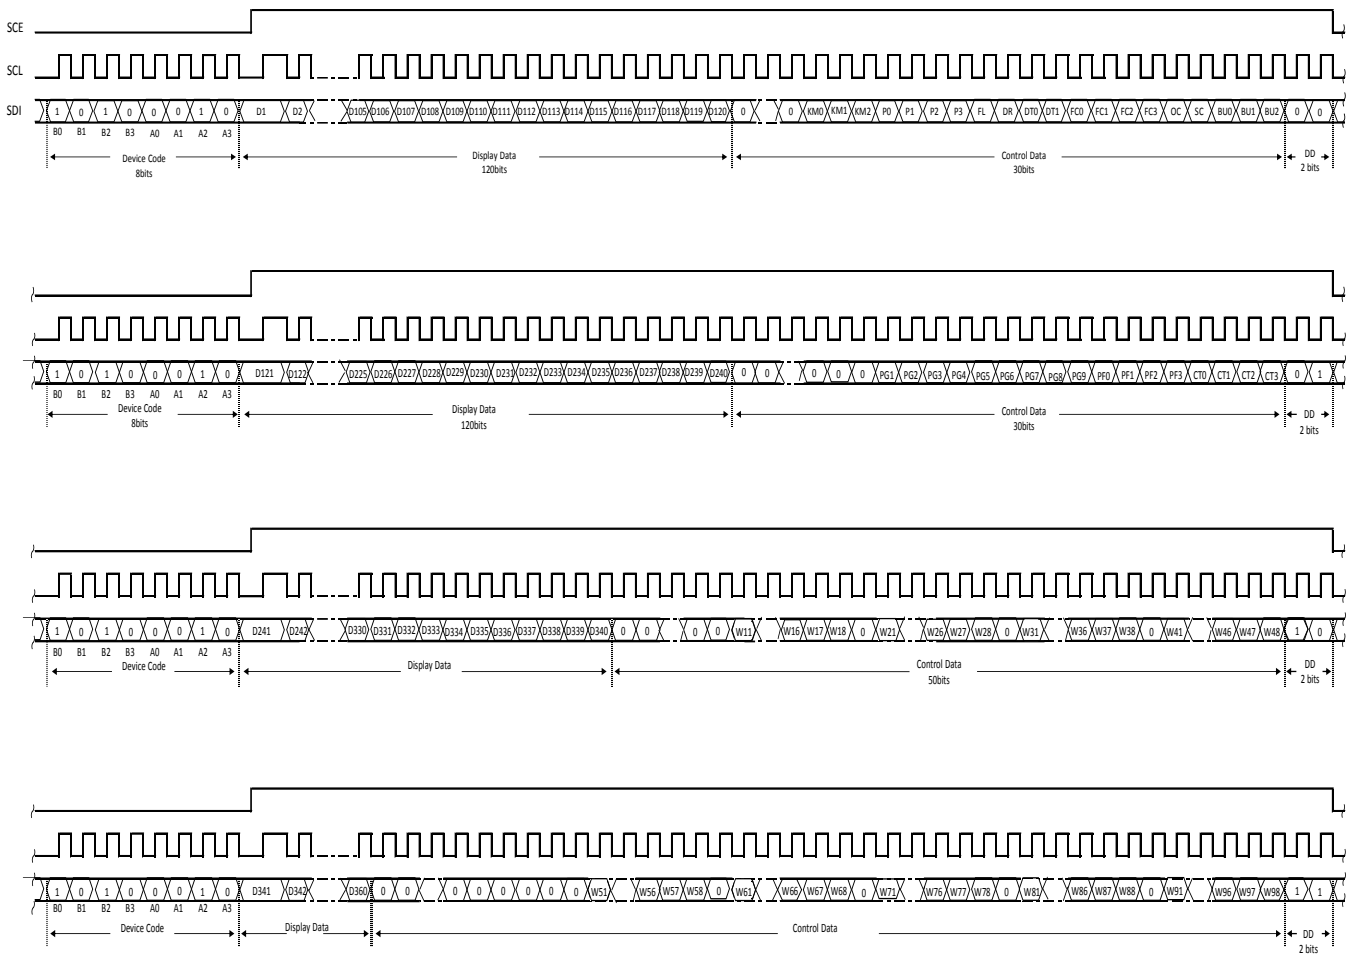 SCE
SCL
SDI 1 0 1 0 0 0 1 0 D1 D2 D105 D106 D107 D108 D109 D110 D111 D112 D113 D114 D115 D116 D117 D118 D119 D120 0 0 KM0 KM1 KM2 P0 P1 P2 P3 FL DR DT0 DT1 FC0 FC1 FC2 FC3 OC SC BU0 BU1 BU2 0 0
B0 B1 B2 B3 A0 A1 A2 A3
Device Code Display Data Control Data DD
8bits 120bits 30bits 2 bits
1 0 1 0 0 0 1 0 D121 D122 D225 D226 D227 D228 D229 D230 D231 D232 D233 D234 D235 D236 D237 D238 D239 D240 0 0 0 0 0 PG1 PG2 PG3 PG4 PG5 PG6 PG7 PG8 PG9 PF0 PF1 PF2 PF3 CT0 CT1 CT2 CT3 0 1
B0 B1 B2 B3 A0 A1 A2 A3
Device Code Display Data Control Data DD
8bits 120bits 30bits 2 bits
1 0 1 0 0 0 1 0 D241 D242 D330 D331 D332 D333 D334 D335 D336 D337 D338 D339 D340 0 0 0 0 W11 W16 W17 W18 0 W21 W26 W27 W28 0 W31 W36 W37 W38 0 W41 W46 W47 W48 1 0
B0 B1 B2 B3 A0 A1 A2 A3
Device Code Display Data Control Data DD
50bits 2 bits
1 0 1 0 0 0 1 0 D341 D342 D360 0 0 0 0 0 0 0 0 W51 W56 W57 W58 0 W61 W66 W67 W68 0 W71 W76 W77 W78 0 W81 W86 W87 W88 0 W91 W96 W97 W98 1 1
B0 B1 B2 B3 A0 A1 A2 A3
Device Code Display Data Control Data DD
2 bits